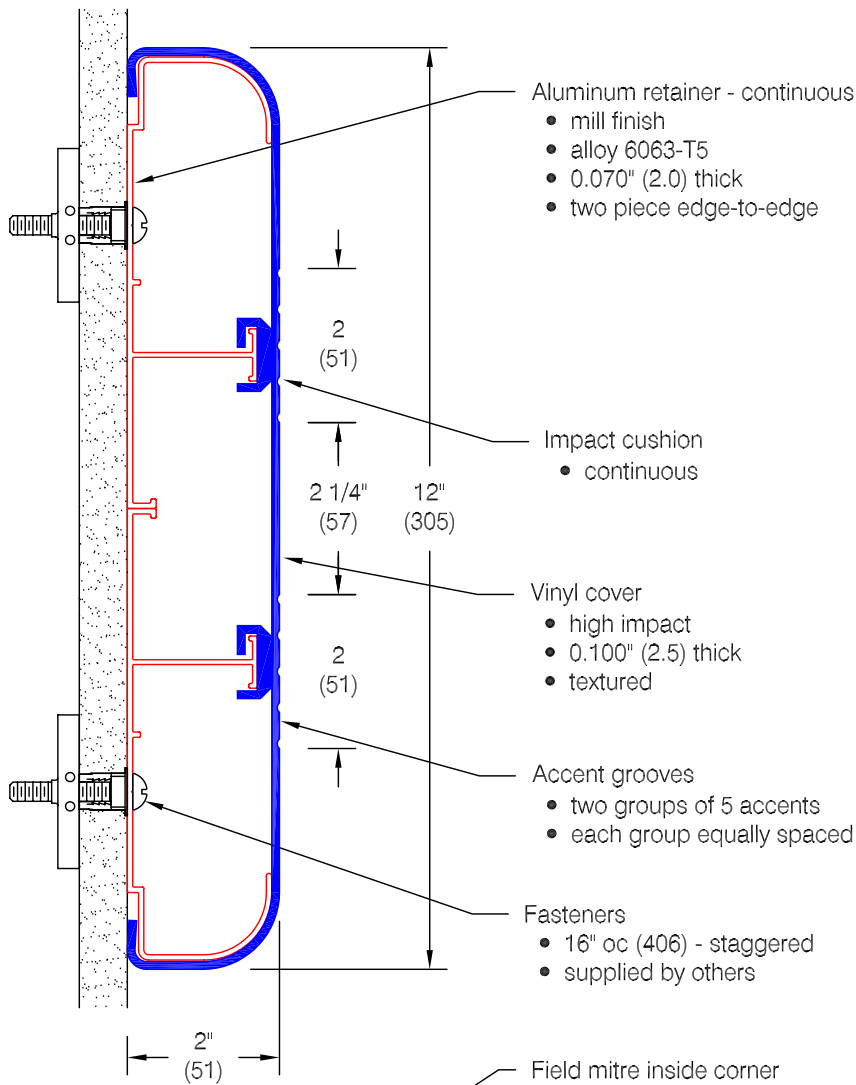 Aluminum retainer - continuous
• mill finish
• alloy 6063-T5
• 0.070" (2.0) thick
• two piece edge-to-edge
2
(51)
Impact cushion
• continuous
2 1/4"
(57)
12"
(305)
Vinyl cover
• high impact
• 0.100" (2.5) thick
• textured
2
(51)
Accent grooves
• two groups of 5 accents
• each group equally spaced
Fasteners
• 16" oc (406) - staggered
• supplied by others
2"
(51)
Field mitre inside corner